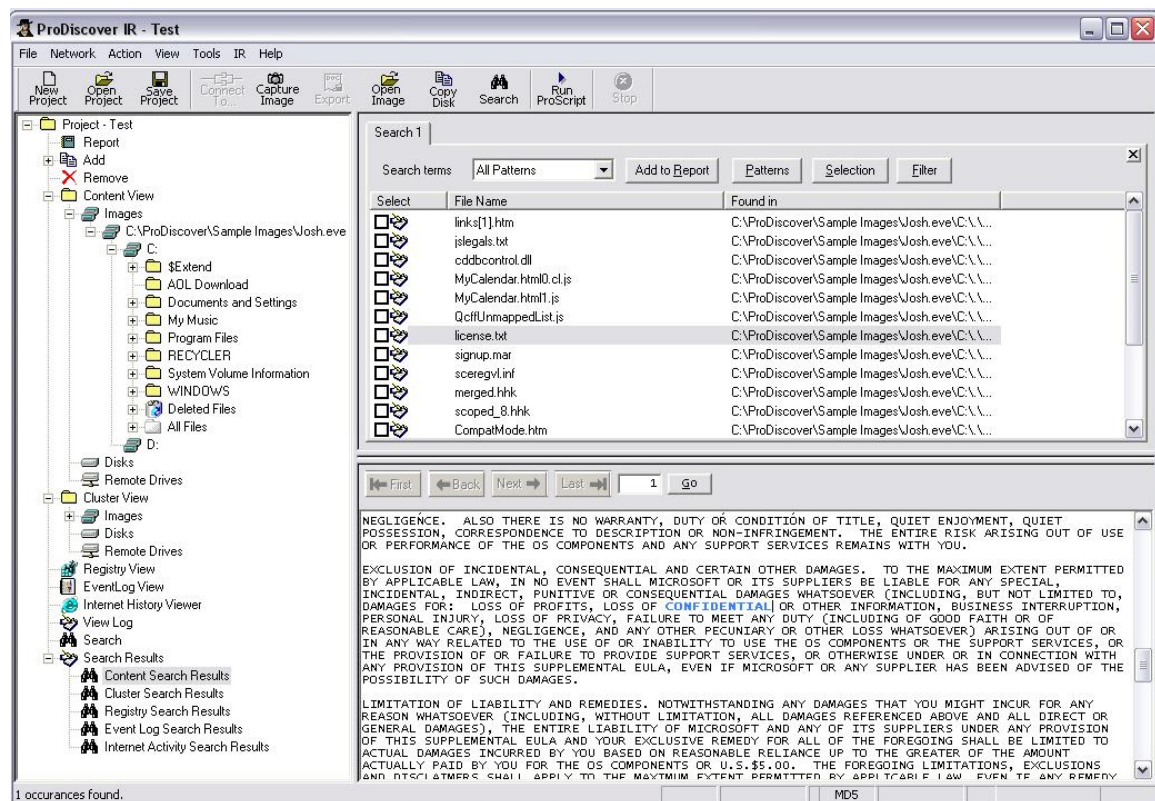 ProDiscover IR - Test
File Network Action View Tools IR Help
New Project
Open Project
Save Project
Connect To...
Capture Image
Export
Open Image
Copy Disk
Search
Run ProScript
Stop
Project - Test
Report
Add
Remove
Content View
Images
C:\ProDiscover\Sample Images\Josh.eve
C:
$Extend
AOL Download
Documents and Settings
My Music
Program Files
RECYCLER
System Volume Information
WINDOWS
Deleted Files
All Files
D:
Disks
Remote Drives
Cluster View
Images
Disks
Remote Drives
Registry View
EventLog View
Internet History Viewer
View Log
Search
Search Results
Content Search Results
Cluster Search Results
Registry Search Results
Event Log Search Results
Internet Activity Search Results
Search 1
Search terms All Patterns Add to Report Patterns Selection Filter
Select File Name Found in
links[1].htm C:\ProDiscover\Sample Images\Josh.eve\C:\.\...
jslegals.txt C:\ProDiscover\Sample Images\Josh.eve\C:\.\...
cddbcontrol.dll C:\ProDiscover\Sample Images\Josh.eve\C:\.\...
MyCalendar.html0.cl.js C:\ProDiscover\Sample Images\Josh.eve\C:\.\...
MyCalendar.html1.js C:\ProDiscover\Sample Images\Josh.eve\C:\.\...
QcffUnmappedList.js C:\ProDiscover\Sample Images\Josh.eve\C:\.\...
license.txt C:\ProDiscover\Sample Images\Josh.eve\C:\.\...
signup.mar C:\ProDiscover\Sample Images\Josh.eve\C:\.\...
sceregvl.inf C:\ProDiscover\Sample Images\Josh.eve\C:\.\...
merged.hhk C:\ProDiscover\Sample Images\Josh.eve\C:\.\...
scoped_8.hhk C:\ProDiscover\Sample Images\Josh.eve\C:\.\...
CompatMode.htm C:\ProDiscover\Sample Images\Josh.eve\C:\.\...
First Back Next Last 1 Go
NEGLIGENCE. ALSO THERE IS NO WARRANTY, DUTY OR CONDITION OF TITLE, QUIET ENJOYMENT, QUIET
POSSESSION, CORRESPONDENCE TO DESCRIPTION OR NON-INFRINGEMENT. THE ENTIRE RISK ARISING OUT OF USE
OR PERFORMANCE OF THE OS COMPONENTS AND ANY SUPPORT SERVICES REMAINS WITH YOU.
EXCLUSION OF INCIDENTAL, CONSEQUENTIAL AND CERTAIN OTHER DAMAGES. TO THE MAXIMUM EXTENT PERMITTED
BY APPLICABLE LAW, IN NO EVENT SHALL MICROSOFT OR ITS SUPPLIERS BE LIABLE FOR ANY SPECIAL,
INCIDENTAL, INDIRECT, PUNITIVE OR CONSEQUENTIAL DAMAGES WHATSOEVER (INCLUDING, BUT NOT LIMITED TO,
DAMAGES FOR: LOSS OF PROFITS, LOSS OF CONFIDENTIAL OR OTHER INFORMATION, BUSINESS INTERRUPTION,
PERSONAL INJURY, LOSS OF PRIVACY, FAILURE TO MEET ANY DUTY (INCLUDING OF GOOD FAITH OR OF
REASONABLE CARE), NEGLIGENCE, AND ANY OTHER PECUNIARY OR OTHER LOSS WHATSOEVER) ARISING OUT OF OR
IN ANY WAY RELATED TO THE USE OF OR INABILITY TO USE THE OS COMPONENTS OR THE SUPPORT SERVICES, OR
THE PROVISION OF OR FAILURE TO PROVIDE SUPPORT SERVICES, OR OTHERWISE UNDER OR IN CONNECTION WITH
ANY PROVISION OF THIS SUPPLEMENTAL EULA, EVEN IF MICROSOFT OR ANY SUPPLIER HAS BEEN ADVISED OF THE
POSSIBILITY OF SUCH DAMAGES.
LIMITATION OF LIABILITY AND REMEDIES. NOTWITHSTANDING ANY DAMAGES THAT YOU MIGHT INCUR FOR ANY
REASON WHATSOEVER (INCLUDING, WITHOUT LIMITATION, ALL DAMAGES REFERENCED ABOVE AND ALL DIRECT OR
GENERAL DAMAGES), THE ENTIRE LIABILITY OF MICROSOFT AND ANY OF ITS SUPPLIERS UNDER ANY PROVISION
OF THIS SUPPLEMENTAL EULA AND YOUR EXCLUSIVE REMEDY FOR ALL OF THE FOREGOING SHALL BE LIMITED TO
ACTUAL DAMAGES INCURRED BY YOU BASED ON REASONABLE RELIANCE UP TO THE GREATER OF THE AMOUNT
ACTUALLY PAID BY YOU FOR THE OS COMPONENTS OR U.S.$5.00. THE FOREGOING LIMITATIONS, EXCLUSIONS
AND DISCLAIMERS SHALL APPLY TO THE MAXIMUM EXTENT PERMITTED BY APPLICABLE LAW, EVEN IF ANY REMEDY
1 occurances found. MD5